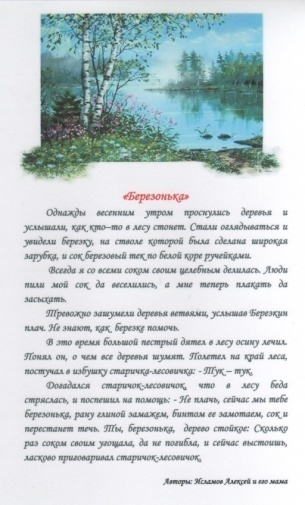 «Березонька»
Однажды весенним утром проснулись деревья и
услышали, как кто–то в лесу стонет. Стали оглядываться и
увидели березку, на стволе которой была сделана широкая
зарубка, и сок березовый тек по белой коре ручейками.
Всегда я со всеми соком своим целебным делилась. Люди
пили мой сок да веселились, а мне теперь плакать да
засыхать.
Тревожно зашумели деревья ветвями, услышав Березкин
плач. Не знают, как березке помочь.
В это время большой пестрый дятел в лесу осину лечил.
Понял он, о чем все деревья шумят. Полетел на край леса,
постучал в избушку старичка-лесовичка: - Тук – тук.
Догадался старичок-лесовичок, что в лесу беда
стряслась, и поспешил на помощь: - Не плачь, сейчас мы тебе
березонька, рану глиной замажем, бинтом ее замотаем, сок и
перестанет течь. Ты, березонька, дерево стойкое: Сколько
раз соком своим угощала, да не погибла, и сейчас выстоишь,
ласково приговаривал старичок-лесовичок.
Авторы: Исламов Алексей и его мама